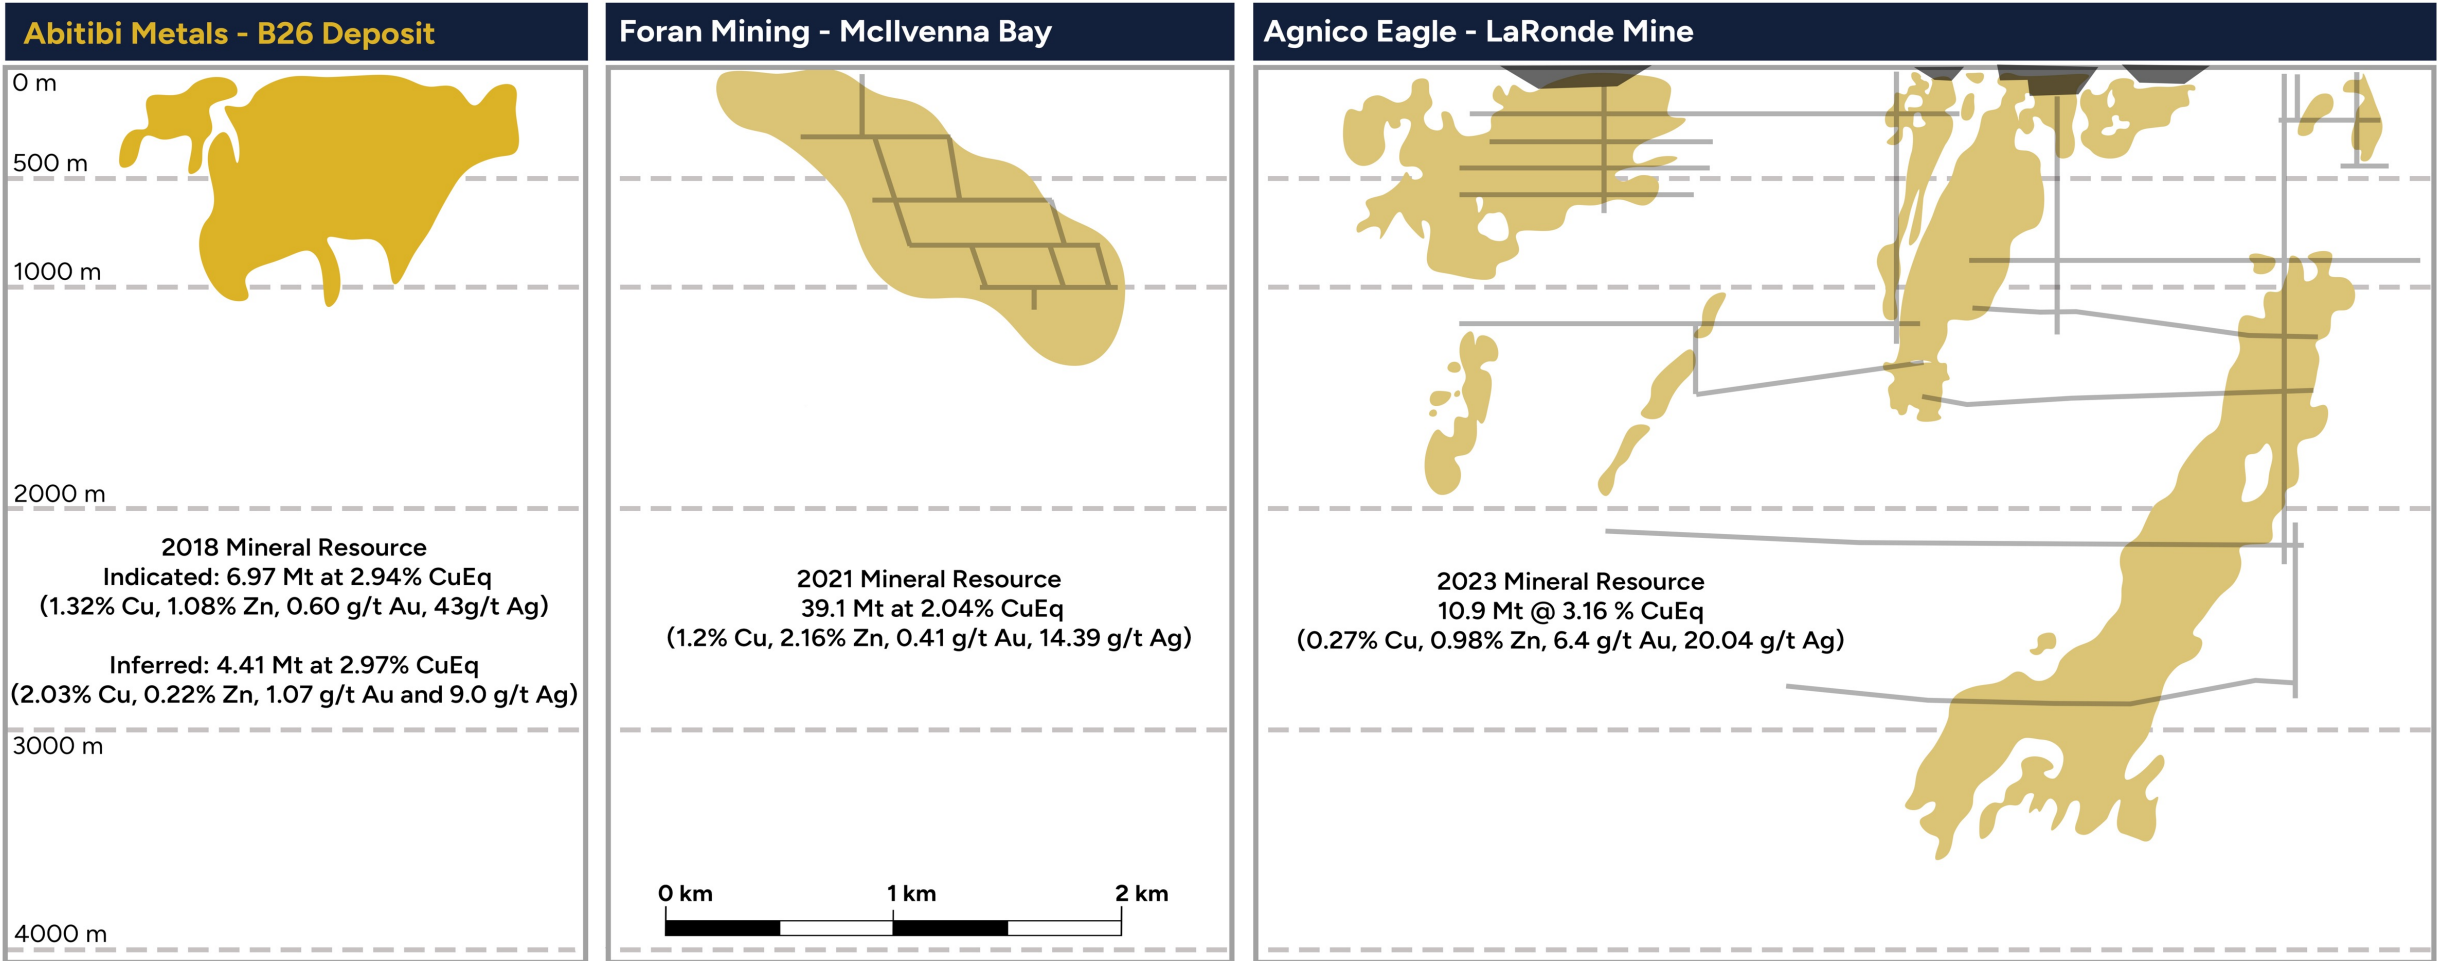 Abitibi Metals - B26 Deposit
0 m
500 m
1000 m
2000 m
2018 Mineral Resource
Indicated: 6.97 Mt at 2.94% CuEq
(1.32% Cu, 1.08% Zn, 0.60 g/t Au, 43g/t Ag)
Inferred: 4.41 Mt at 2.97% CuEq
(2.03% Cu, 0.22% Zn, 1.07 g/t Au and 9.0 g/t Ag)
3000 m
4000 m
Foran Mining - McIlvenna Bay
2021 Mineral Resource
39.1 Mt at 2.04% CuEq
(1.2% Cu, 2.16% Zn, 0.41 g/t Au, 14.39 g/t Ag)
0 km 1 km 2 km
Agnico Eagle - LaRonde Mine
2023 Mineral Resource
10.9 Mt @ 3.16 % CuEq
(0.27% Cu, 0.98% Zn, 6.4 g/t Au, 20.04 g/t Ag)